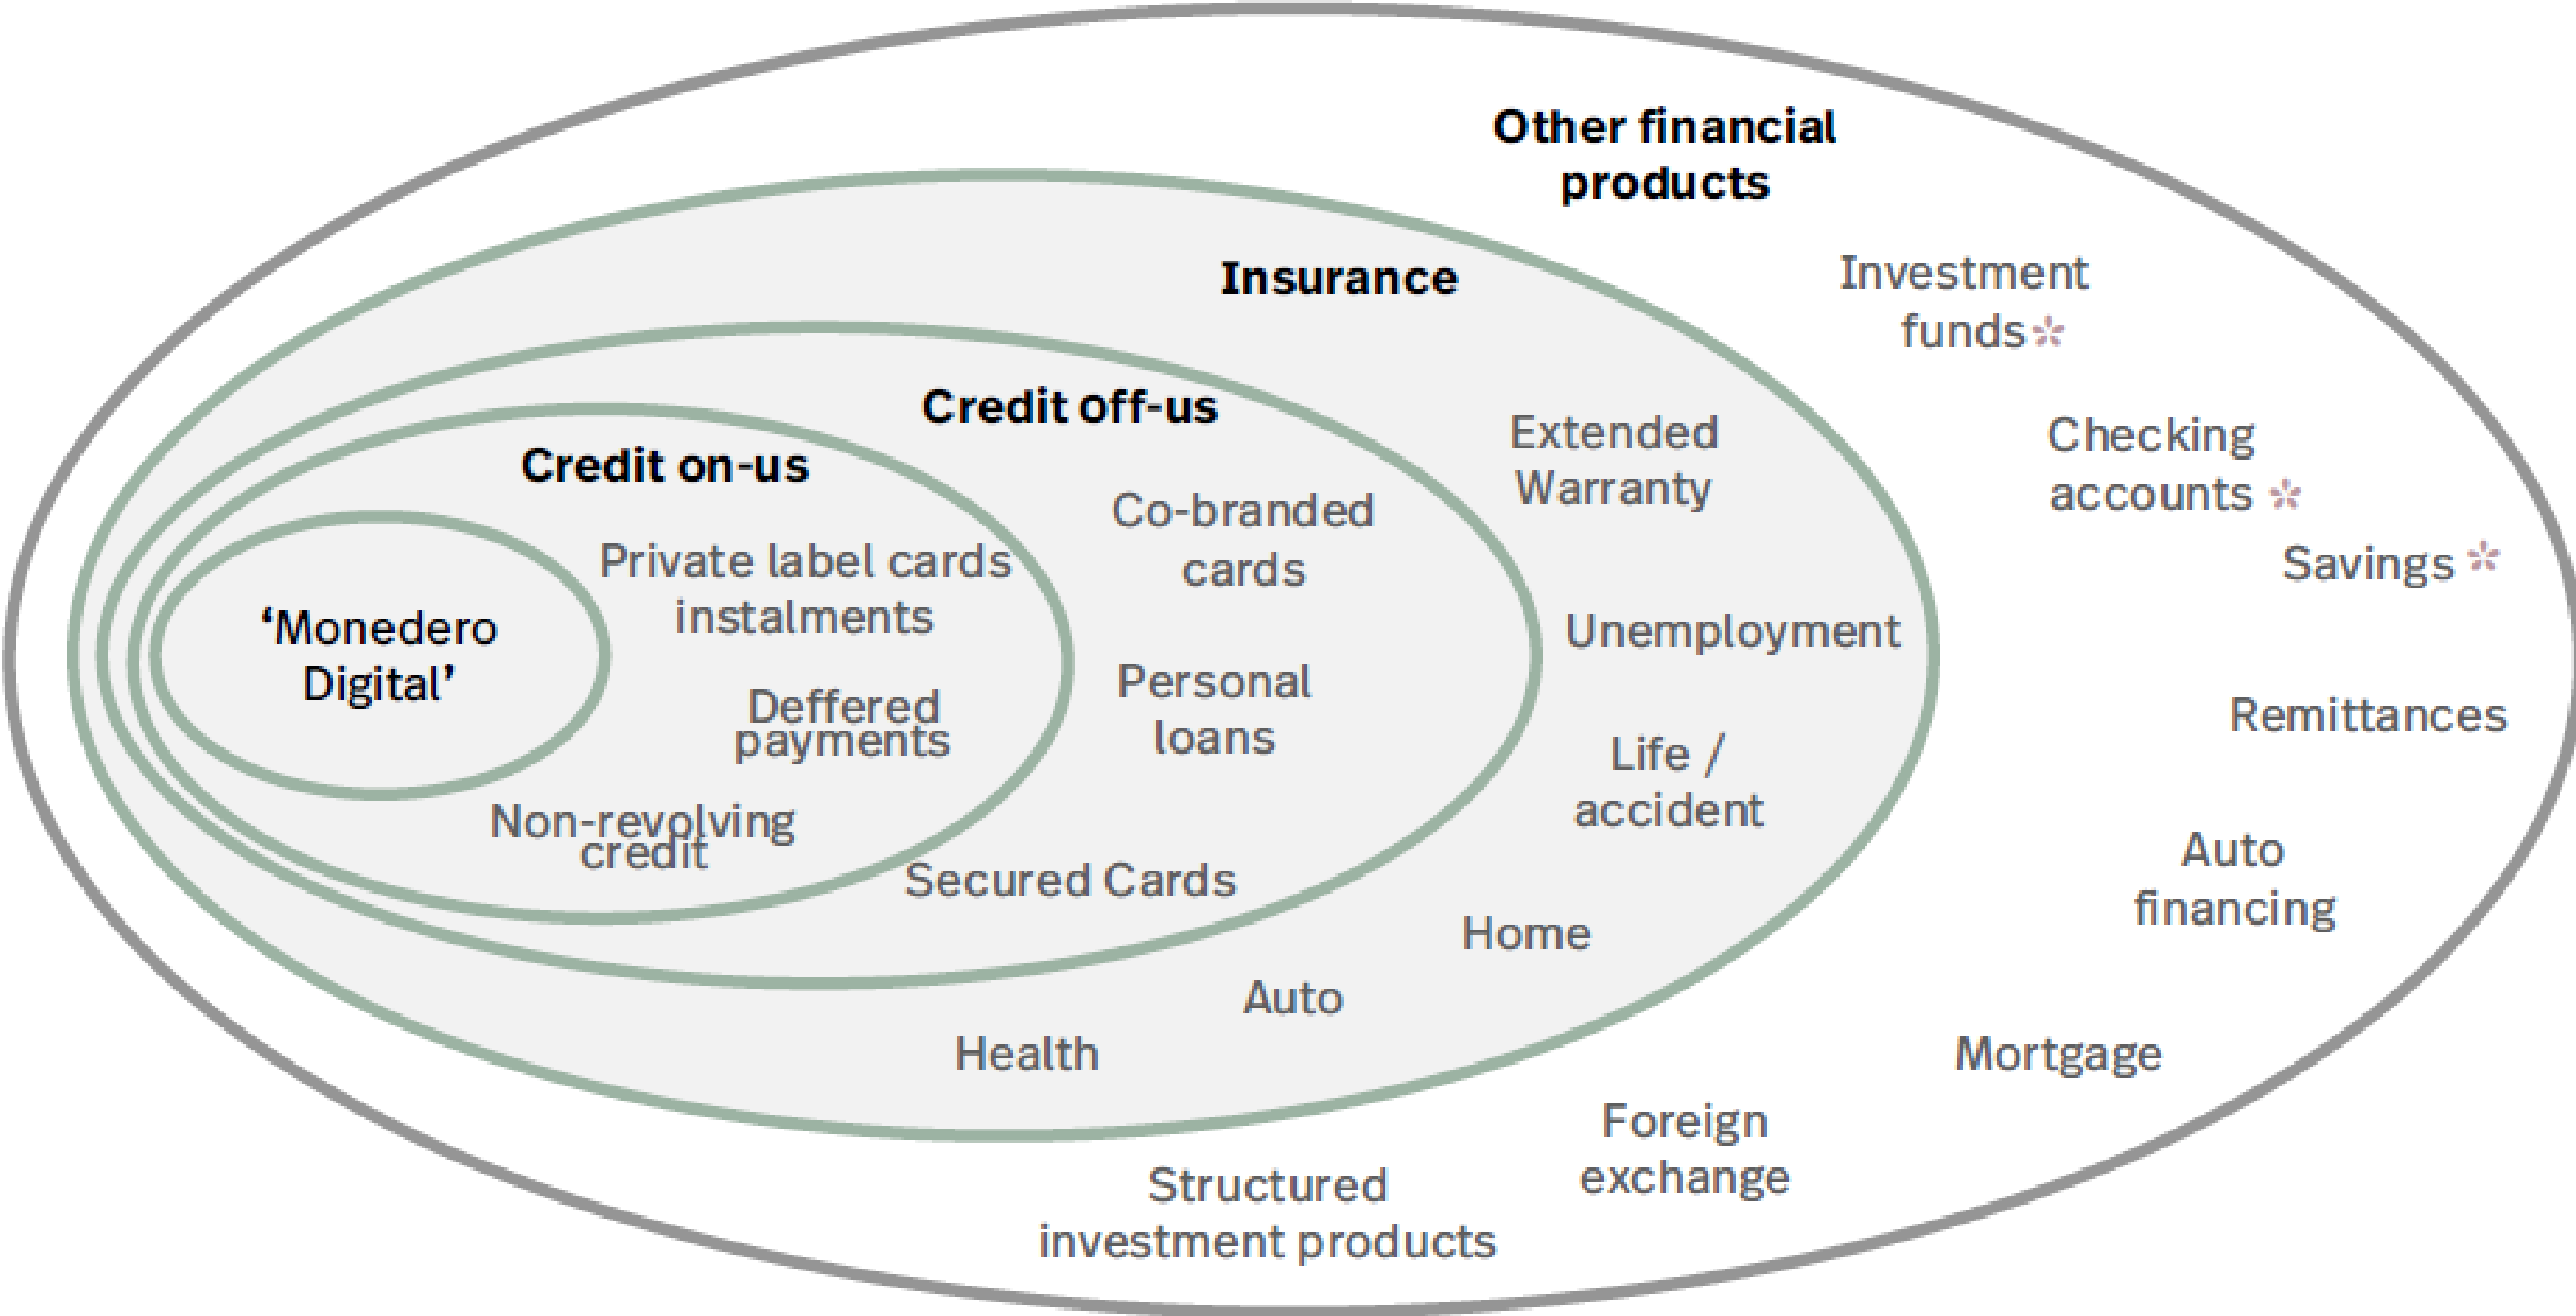 Other financial
products
Investment
funds*
Checking
accounts *
Savings *
Remittances
Auto
financing
Mortgage
Foreign
exchange
Structured
investment products
Insurance
Extended
Warranty
Unemployment
Life /
accident
Home
Auto
Health
Credit off-us
Co-branded
cards
Personal
loans
Secured Cards
Credit on-us
Private label cards
instalments
Deffered
payments
Non-revolving
credit
‘Monedero
Digital’